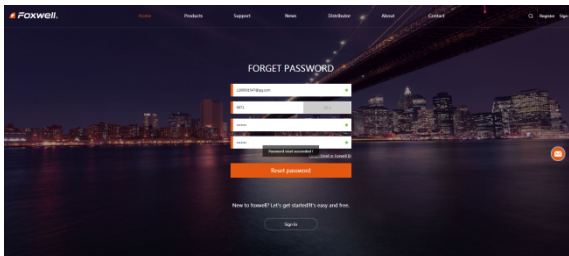 Foxwell.
Home Products Support News Distributor About Contact Register Sign
FORGET PASSWORD
Password reset succeeded !
Reset password
New to foxwell? Let's get started!It's easy and free.
Sign In